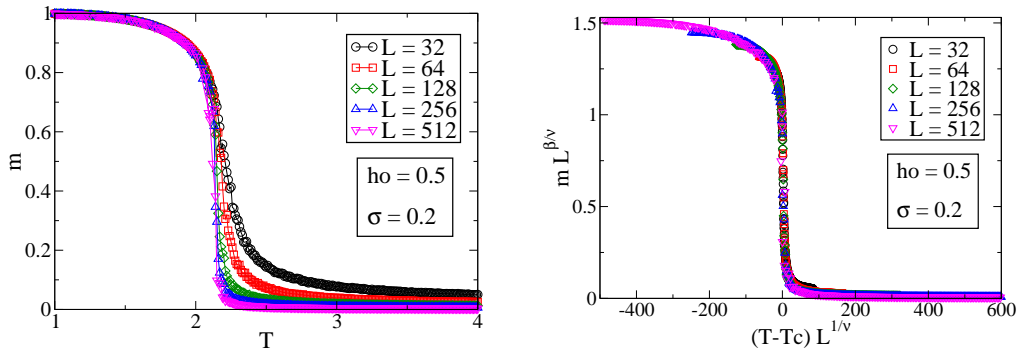 1
0.8
0.6
0.4
0.2
0
m
1
2
3
4
T
L = 32
L = 64
L = 128
L = 256
L = 512
ho = 0.5
σ = 0.2
1.5
1
0.5
0
m L^{β/ν}
-400
-200
0
200
400
600
(T-Tc) L^{1/ν}
L = 32
L = 64
L = 128
L = 256
L = 512
ho = 0.5
σ = 0.2